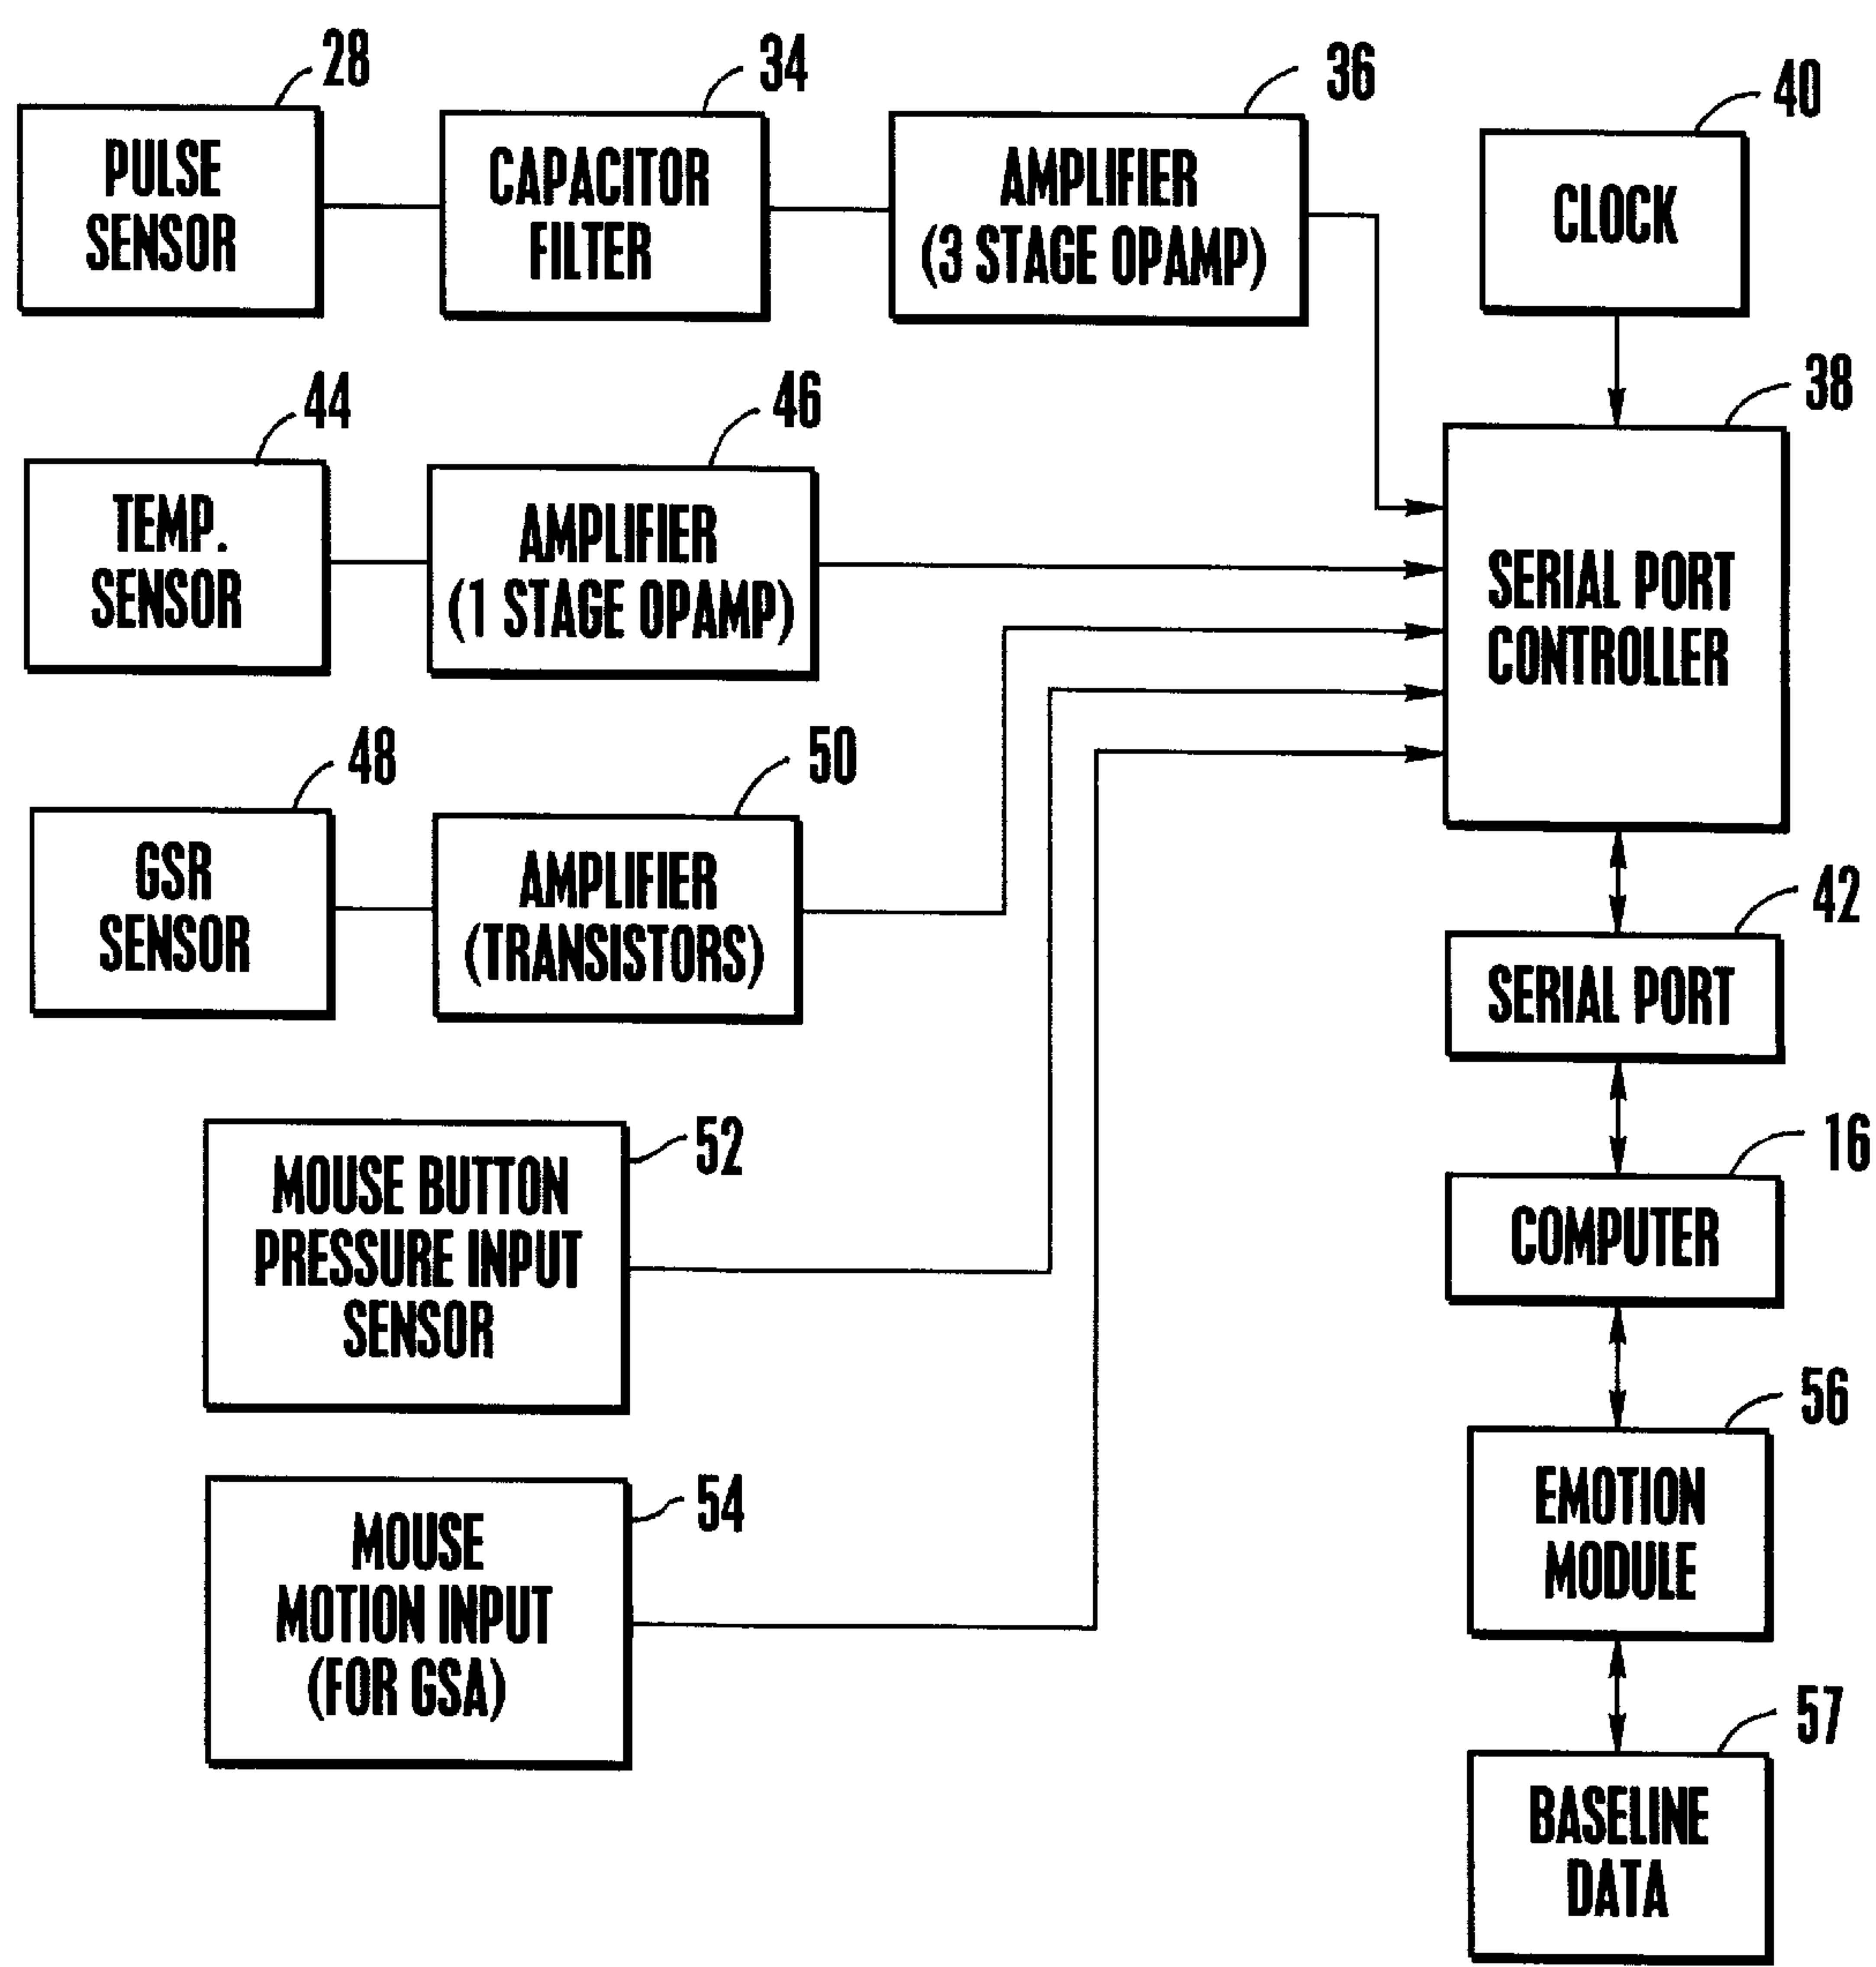 28
PULSE
SENSOR
34
CAPACITOR
FILTER
36
AMPLIFIER
(3 STAGE OPAMP)
40
CLOCK
44
TEMP.
SENSOR
46
AMPLIFIER
(1 STAGE OPAMP)
38
SERIAL PORT
CONTROLLER
48
GSR
SENSOR
50
AMPLIFIER
(TRANSISTORS)
42
SERIAL PORT
52
MOUSE BUTTON
PRESSURE INPUT
SENSOR
16
COMPUTER
54
MOUSE
MOTION INPUT
(FOR GSA)
56
EMOTION
MODULE
57
BASELINE
DATA